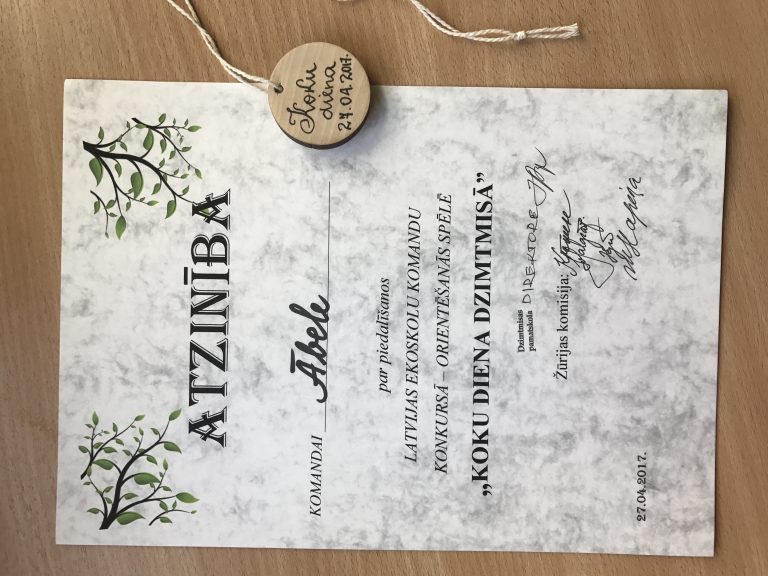 Koku
diena
27.04.2017.
ATZINĪBA
KOMANDAI Ābele
par piedalīšanos
LATVIJAS EKOSKOLU KOMANDU
KONKURSĀ – ORIENTĒŠANĀS SPĒLĒ
„KOKU DIENA DZIMTMISĀ”
Dzimtmisas
pamatskola DIREKTORE
Žūrijas komisija:
27.04.2017.